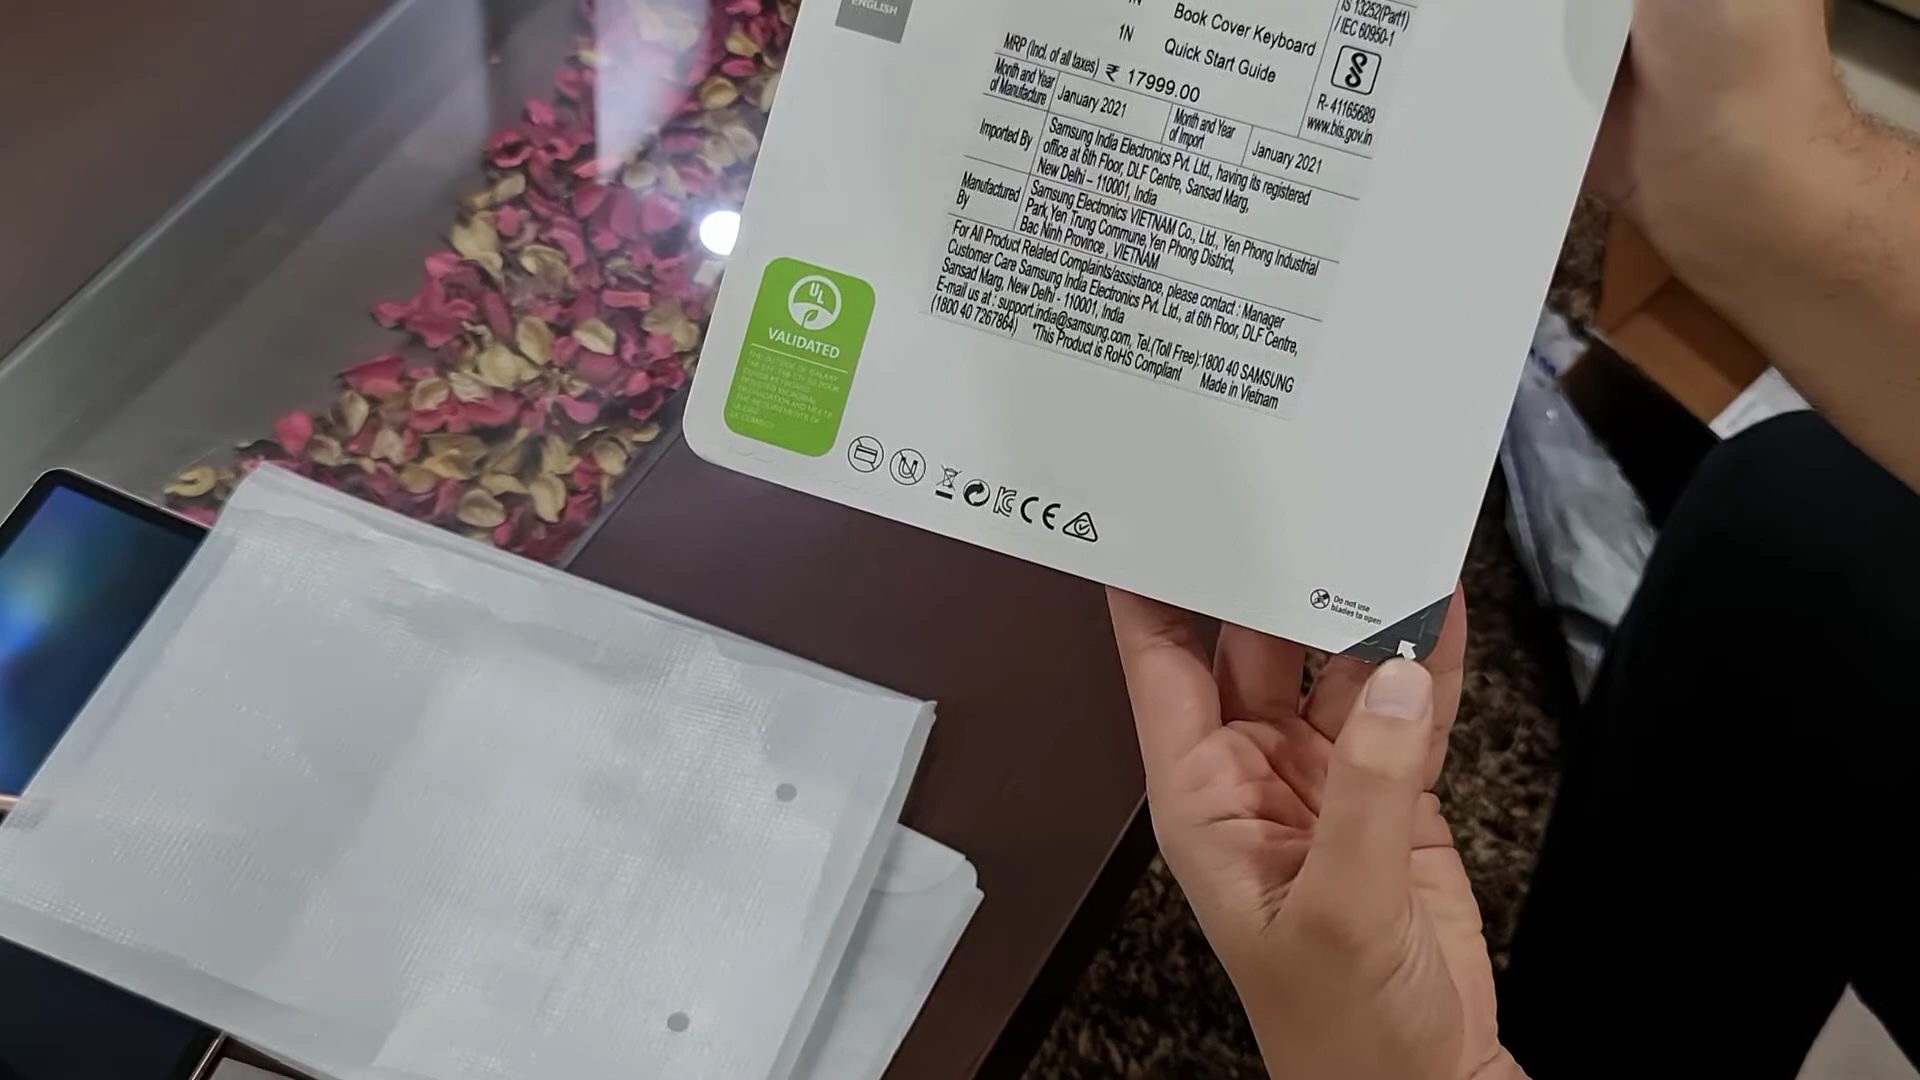 ENGLISH
1N Book Cover Keyboard
1N Quick Start Guide
IS 13252(Part1)
/ IEC 60950-1
R- 41165689
www.bis.gov.in
MRP (Incl. of all taxes) ₹ 17999.00
Month and Year
of Manufacture
January 2021
Month and Year
of Import
January 2021
Imported By
Samsung India Electronics Pvt. Ltd., having its registered
office at 6th Floor, DLF Centre, Sansad Marg,
New Delhi – 110001, India
Manufactured
By
Samsung Electronics VIETNAM Co., Ltd., Yen Phong Industrial
Park, Yen Trung Commune, Yen Phong District,
Bac Ninh Province, VIETNAM
For All Product Related Complaints/assistance, please contact : Manager
Customer Care Samsung India Electronics Pvt. Ltd., at 6th Floor, DLF Centre,
Sansad Marg, New Delhi - 110001, India
E-mail us at : support.india@samsung.com, Tel.(Toll Free):1800 40 SAMSUNG
(1800 40 7267864) *This Product is RoHS Compliant Made in Vietnam
UL
VALIDATED
CE
Do not use
blades to open